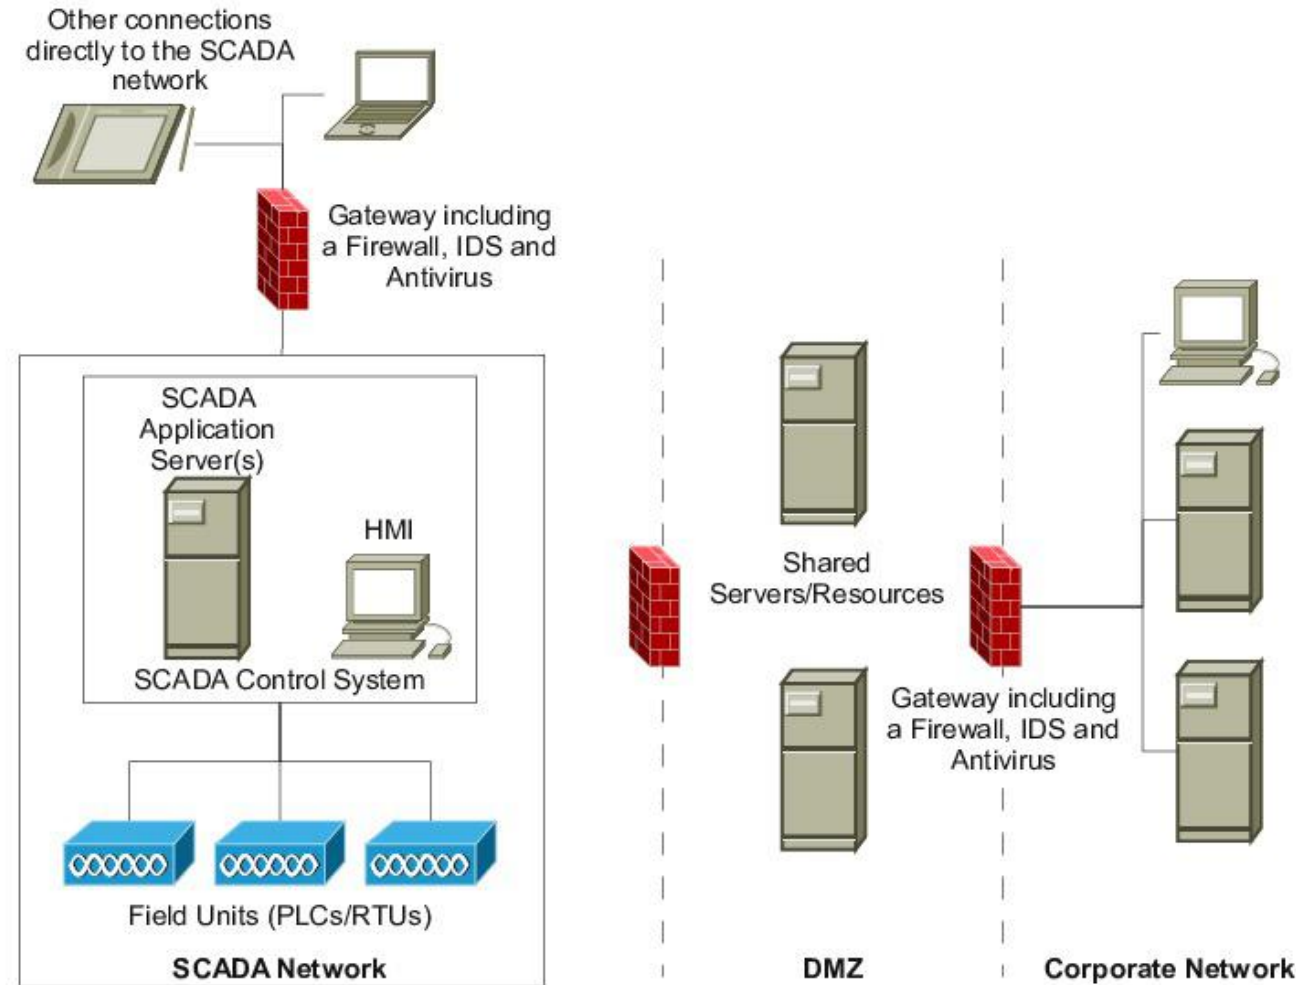 Other connections
directly to the SCADA
network
Gateway including
a Firewall, IDS and
Antivirus
SCADA
Application
Server(s)
HMI
SCADA Control System
Field Units (PLCs/RTUs)
SCADA Network
Shared
Servers/Resources
DMZ
Gateway including
a Firewall, IDS and
Antivirus
Corporate Network